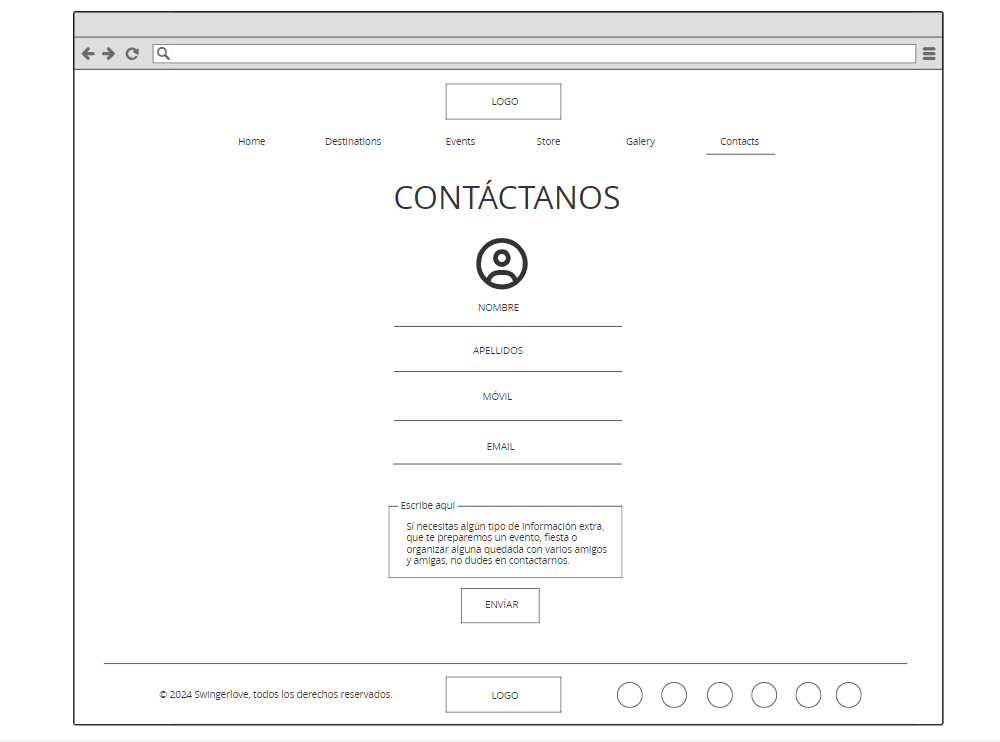 LOGO
Home Destinations Events Store Galery Contacts
CONTÁCTANOS
NOMBRE
APELLIDOS
MÓVIL
EMAIL
Escribe aquí
Sí necesitas algún tipo de información extra,
que te preparemos un evento, fiesta o
organizar alguna quedada con varios amigos
y amigas, no dudes en contactarnos.
ENVÍAR
© 2024 Swingerlove, todos los derechos reservados.
LOGO